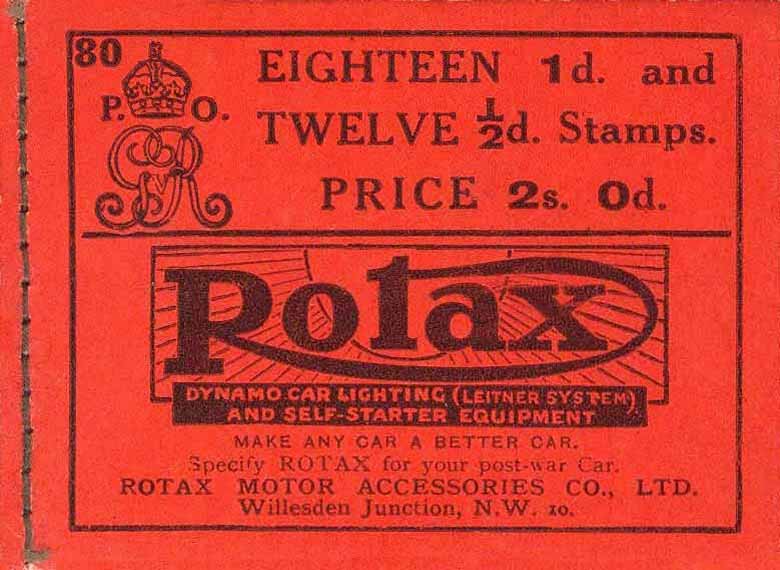 80
P. O.
GvR
EIGHTEEN 1d. and
TWELVE ½d. Stamps.
PRICE 2s. 0d.
Rotax
DYNAMO CAR LIGHTING (LEITNER SYSTEM)
AND SELF-STARTER EQUIPMENT
MAKE ANY CAR A BETTER CAR.
Specify ROTAX for your post-war Car.
ROTAX MOTOR ACCESSORIES CO., LTD.
Willesden Junction, N.W. 10.